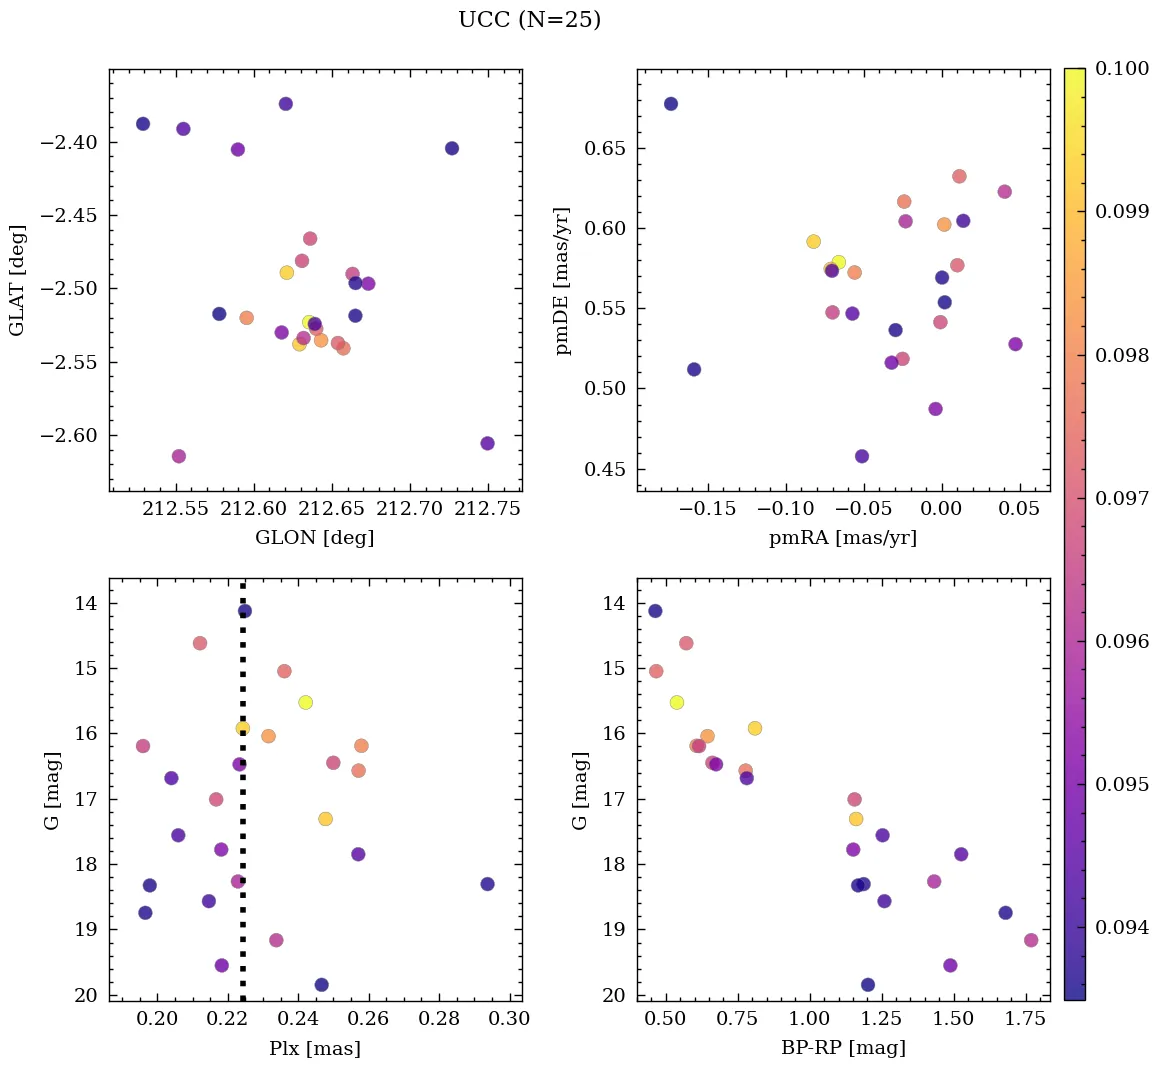 UCC (N=25)
−2.40
−2.45
−2.50
−2.55
−2.60
GLAT [deg]
212.55 212.60 212.65 212.70 212.75
GLON [deg]
0.65
0.60
0.55
0.50
0.45
pmDE [mas/yr]
−0.15 −0.10 −0.05 0.00 0.05
pmRA [mas/yr]
14
15
16
17
18
19
20
G [mag]
0.20 0.22 0.24 0.26 0.28 0.30
Plx [mas]
14
15
16
17
18
19
20
G [mag]
0.50 0.75 1.00 1.25 1.50 1.75
BP-RP [mag]
0.100
0.099
0.098
0.097
0.096
0.095
0.094